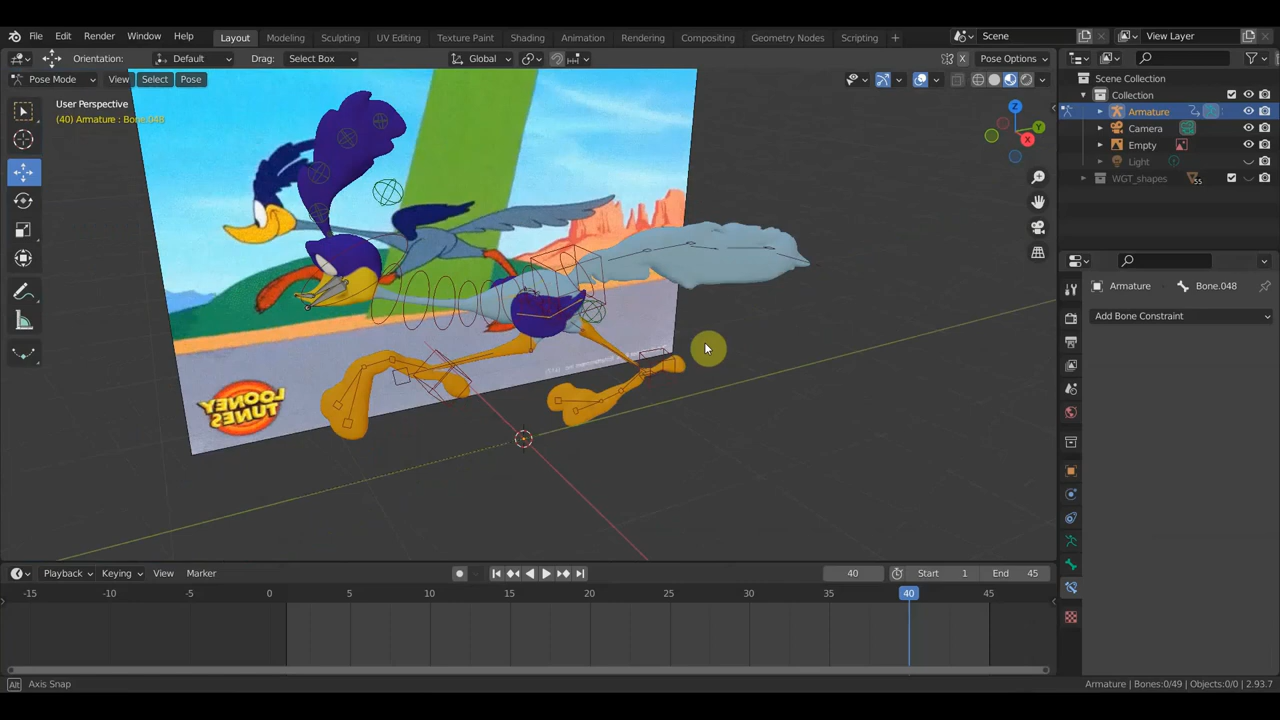 File Edit Render Window Help Layout Modeling Sculpting UV Editing Texture Paint Shading Animation Rendering Compositing Geometry Nodes Scripting + Scene View Layer
Orientation: Default Drag: Select Box Global Pose Options
Pose Mode View Select Pose
User Perspective
(40) Armature : Bone.048
Z
Y
X
LOONEY
TUNES
Scene Collection
Collection
Armature
Camera
Empty
Light
WGT_shapes 55
Armature Bone.048
Add Bone Constraint
Playback Keying View Marker 40 Start 1 End 45
-15 -10 -5 0 5 10 15 20 25 30 35 40 45
Alt Axis Snap Armature | Bones:0/49 | Objects:0/0 | 2.93.7